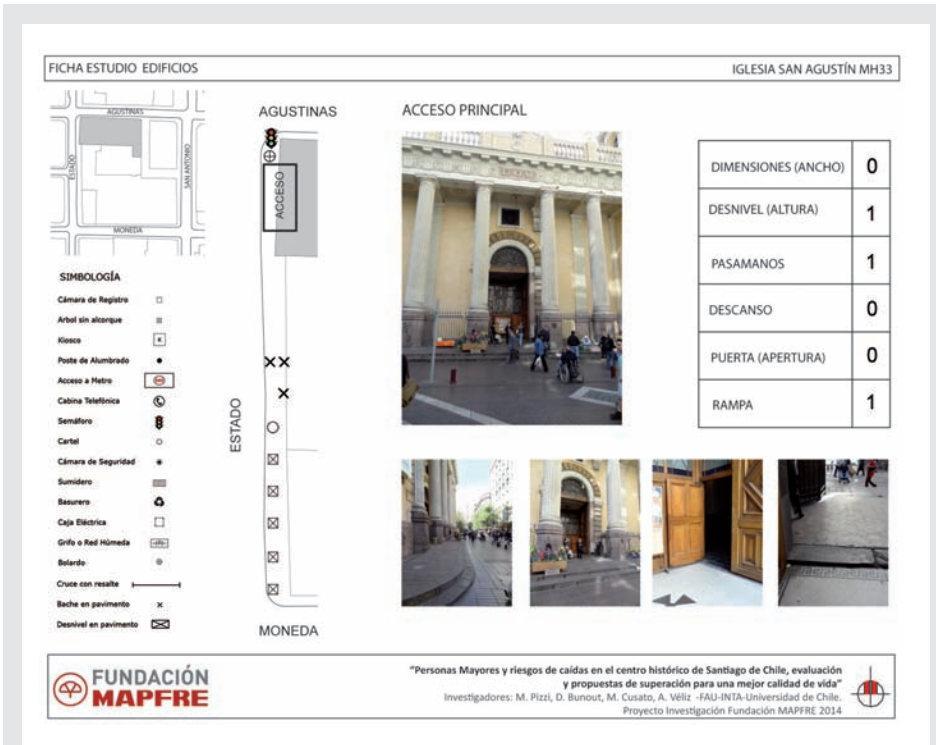 FICHA ESTUDIO EDIFICIOS
IGLESIA SAN AGUSTÍN MH33
AGUSTINAS
ESTADO
SAN ANTONIO
MONEDA
SIMBOLOGÍA
Cámara de Registro
Arbol sin alcorque
Kiosco
K
Poste de Alumbrado
Acceso a Metro
Cabina Telefónica
Semáforo
Cartel
Cámara de Seguridad
Sumidero
Basurero
Caja Eléctrica
Grifo o Red Húmeda
Bolardo
Cruce con resalte
Bache en pavimento
Desnivel en pavimento
AGUSTINAS
ACCESO
ESTADO
MONEDA
ACCESO PRINCIPAL
DIMENSIONES (ANCHO) 0
DESNIVEL (ALTURA) 1
PASAMANOS 1
DESCANSO 0
PUERTA (APERTURA) 0
RAMPA 1
FUNDACIÓN
MAPFRE
"Personas Mayores y riesgos de caídas en el centro histórico de Santiago de Chile, evaluación
y propuestas de superación para una mejor calidad de vida"
Investigadores: M. Pizzi, D. Bunout, M. Cusato, A. Véliz -FAU-INTA-Universidad de Chile.
Proyecto Investigación Fundación MAPFRE 2014